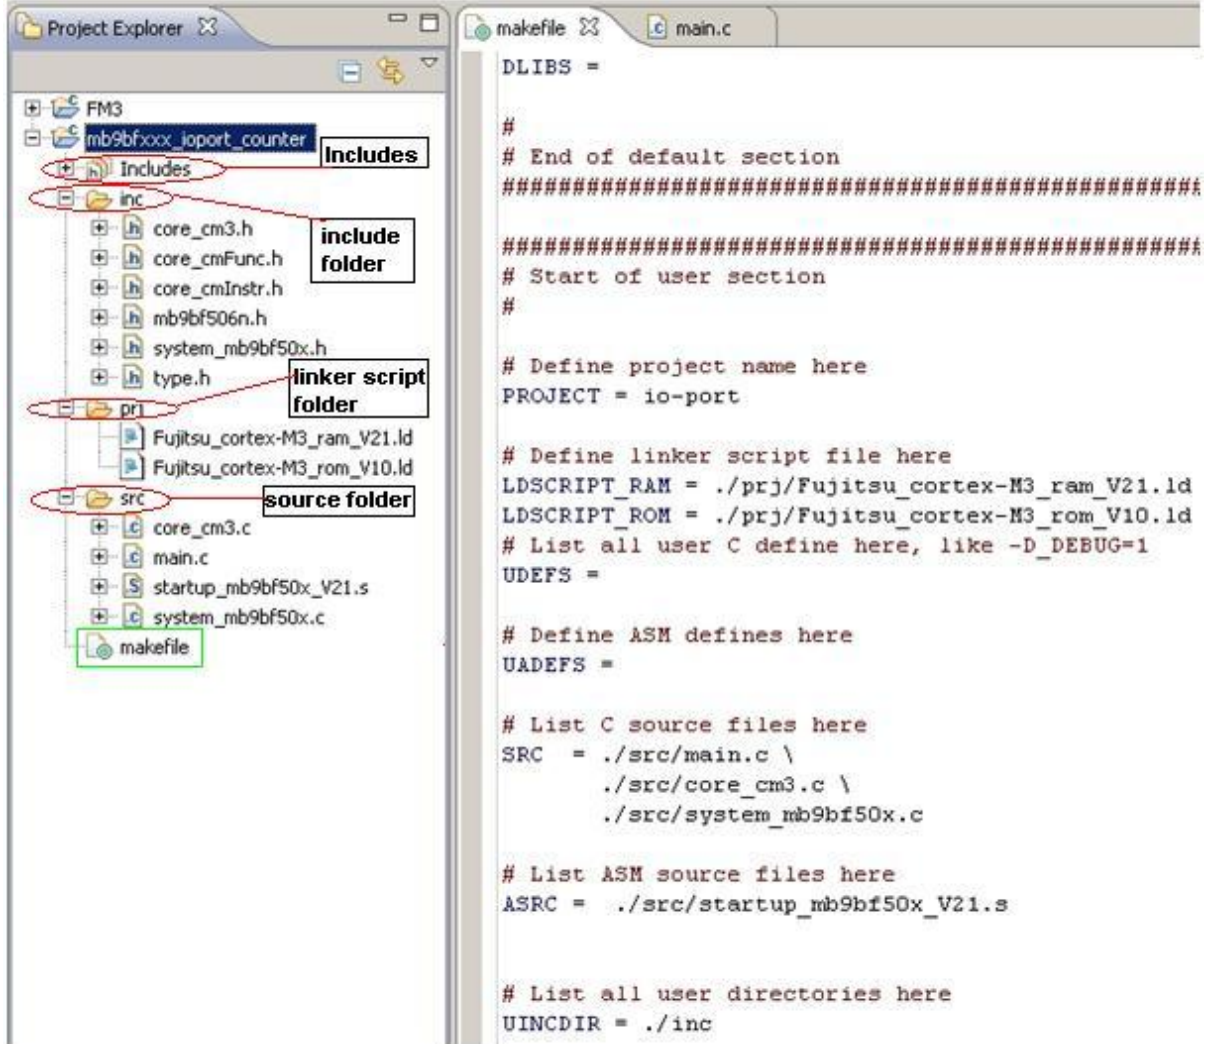 Project Explorer
FM3
mb9bfxxx_ioport_counter
Includes
Includes
inc
include
folder
core_cm3.h
core_cmFunc.h
core_cmInstr.h
mb9bf506n.h
system_mb9bf50x.h
type.h
linker script
folder
prj
Fujitsu_cortex-M3_ram_V21.ld
Fujitsu_cortex-M3_rom_V10.ld
src
source folder
core_cm3.c
main.c
startup_mb9bf50x_V21.s
system_mb9bf50x.c
makefile
makefile
main.c
DLIBS =
#
# End of default section
##################################################
##################################################
# Start of user section
#
# Define project name here
PROJECT = io-port
# Define linker script file here
LDSCRIPT_RAM = ./prj/Fujitsu_cortex-M3_ram_V21.ld
LDSCRIPT_ROM = ./prj/Fujitsu_cortex-M3_rom_V10.ld
# List all user C define here, like -D_DEBUG=1
UDEFS =
# Define ASM defines here
UADEFS =
# List C source files here
SRC = ./src/main.c \
./src/core_cm3.c \
./src/system_mb9bf50x.c
# List ASM source files here
ASRC = ./src/startup_mb9bf50x_V21.s
# List all user directories here
UINCDIR = ./inc